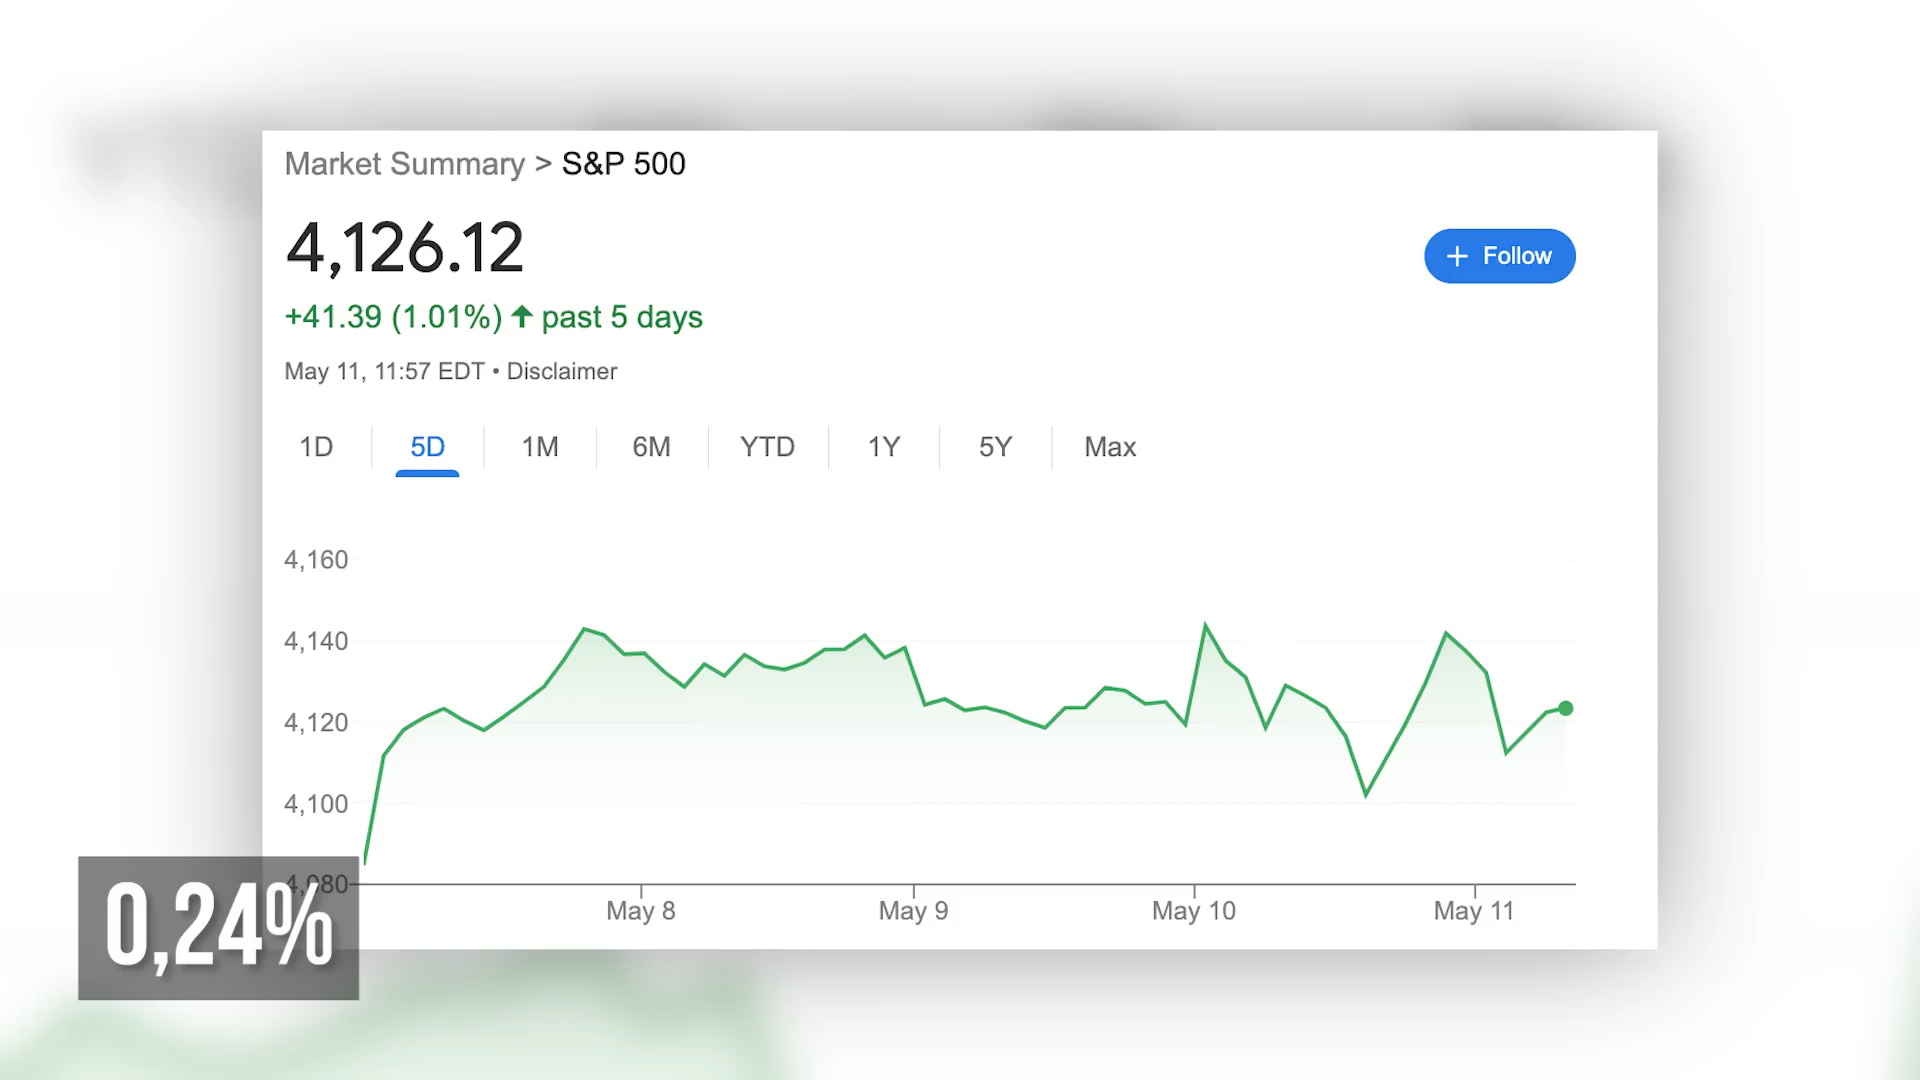 Market Summary > S&P 500
4,126.12
+ Follow
+41.39 (1.01%) ↑ past 5 days
May 11, 11:57 EDT • Disclaimer
1D 5D 1M 6M YTD 1Y 5Y Max
4,160
4,140
4,120
4,100
4,080
0,24%
May 8 May 9 May 10 May 11